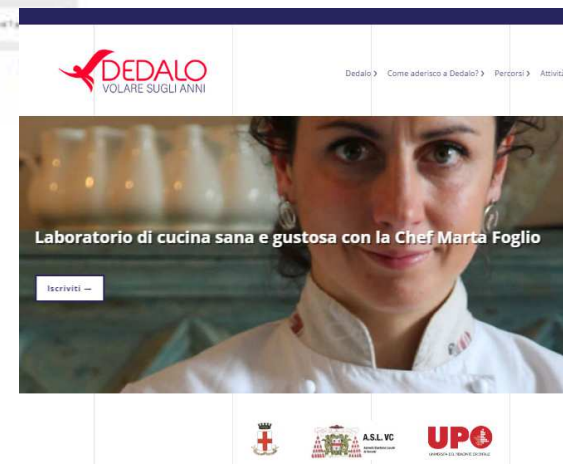 DEDALO
VOLARE SUGLI ANNI
Dedalo > Come aderisco a Dedalo? > Percorsi > Attività
Laboratorio di cucina sana e gustosa con la Chef Marta Foglio
Iscriviti —
A.S.L. VC
UPO